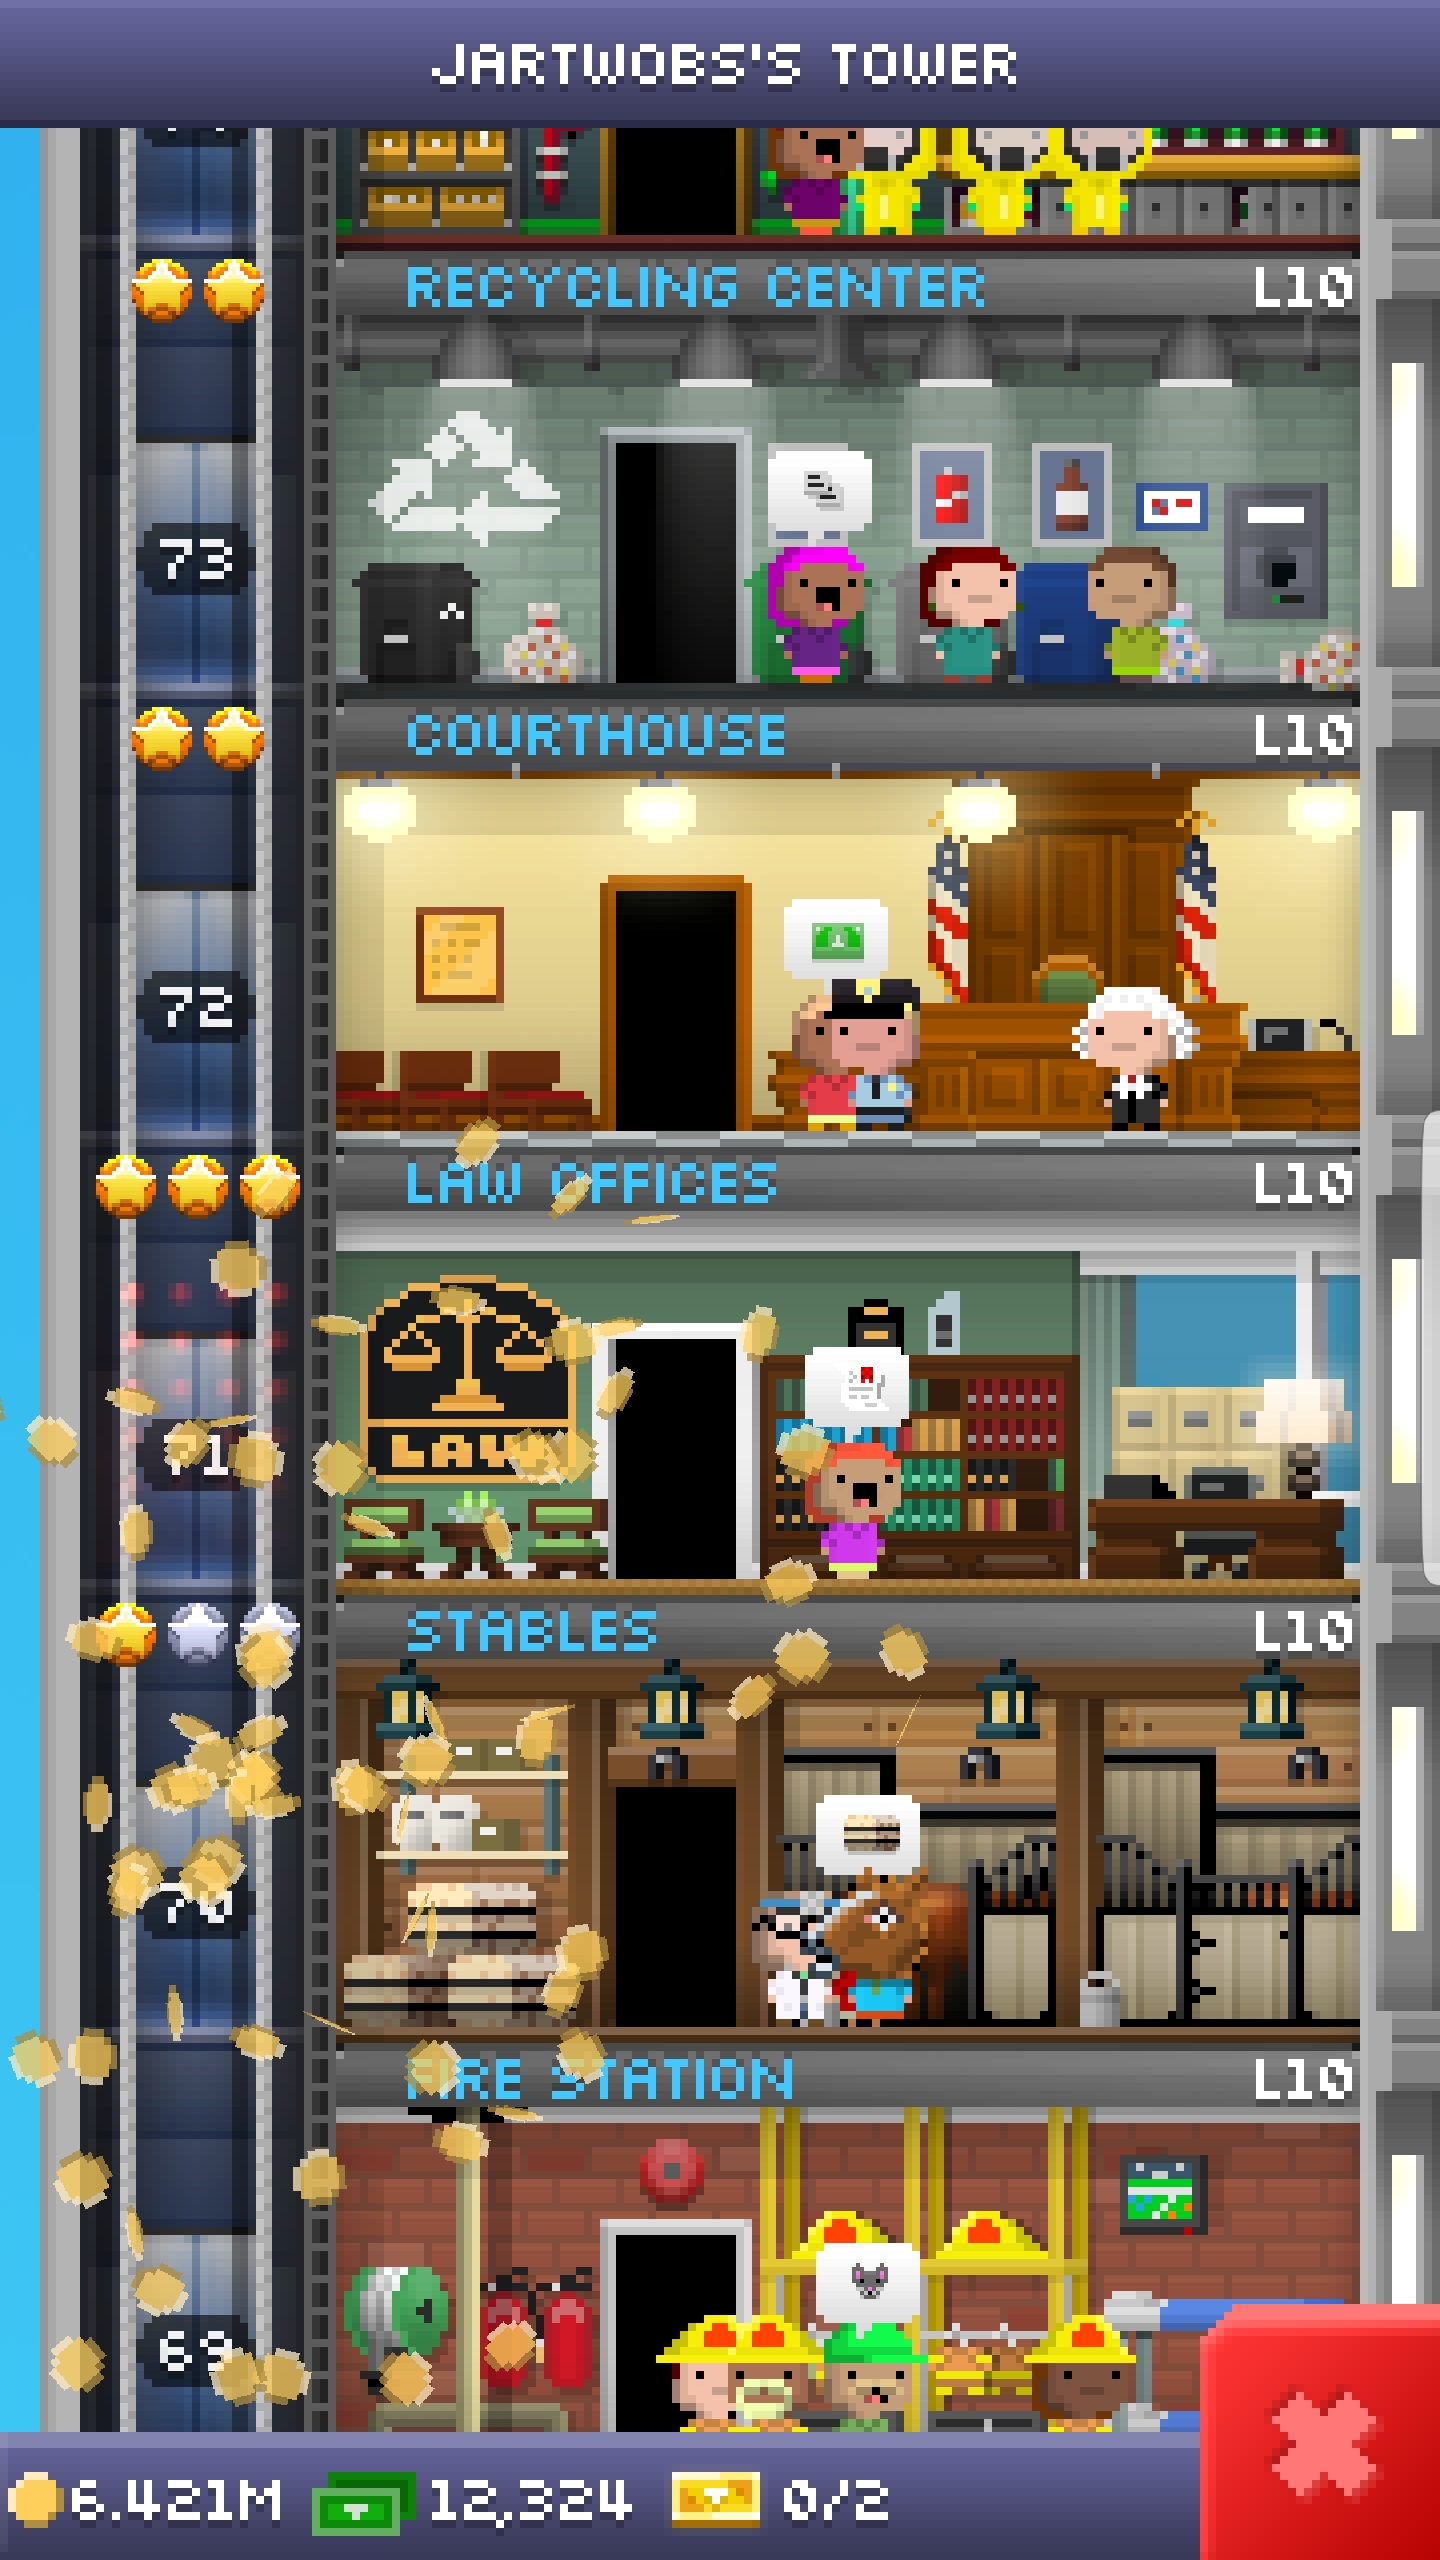 JARTWOBS'S TOWER
RECYCLING CENTER L10
73
COURTHOUSE L10
72
LAW OFFICES L10
LAW
71
STABLES L10
70
FIRE STATION L10
69
6.421M 12,324 0/2